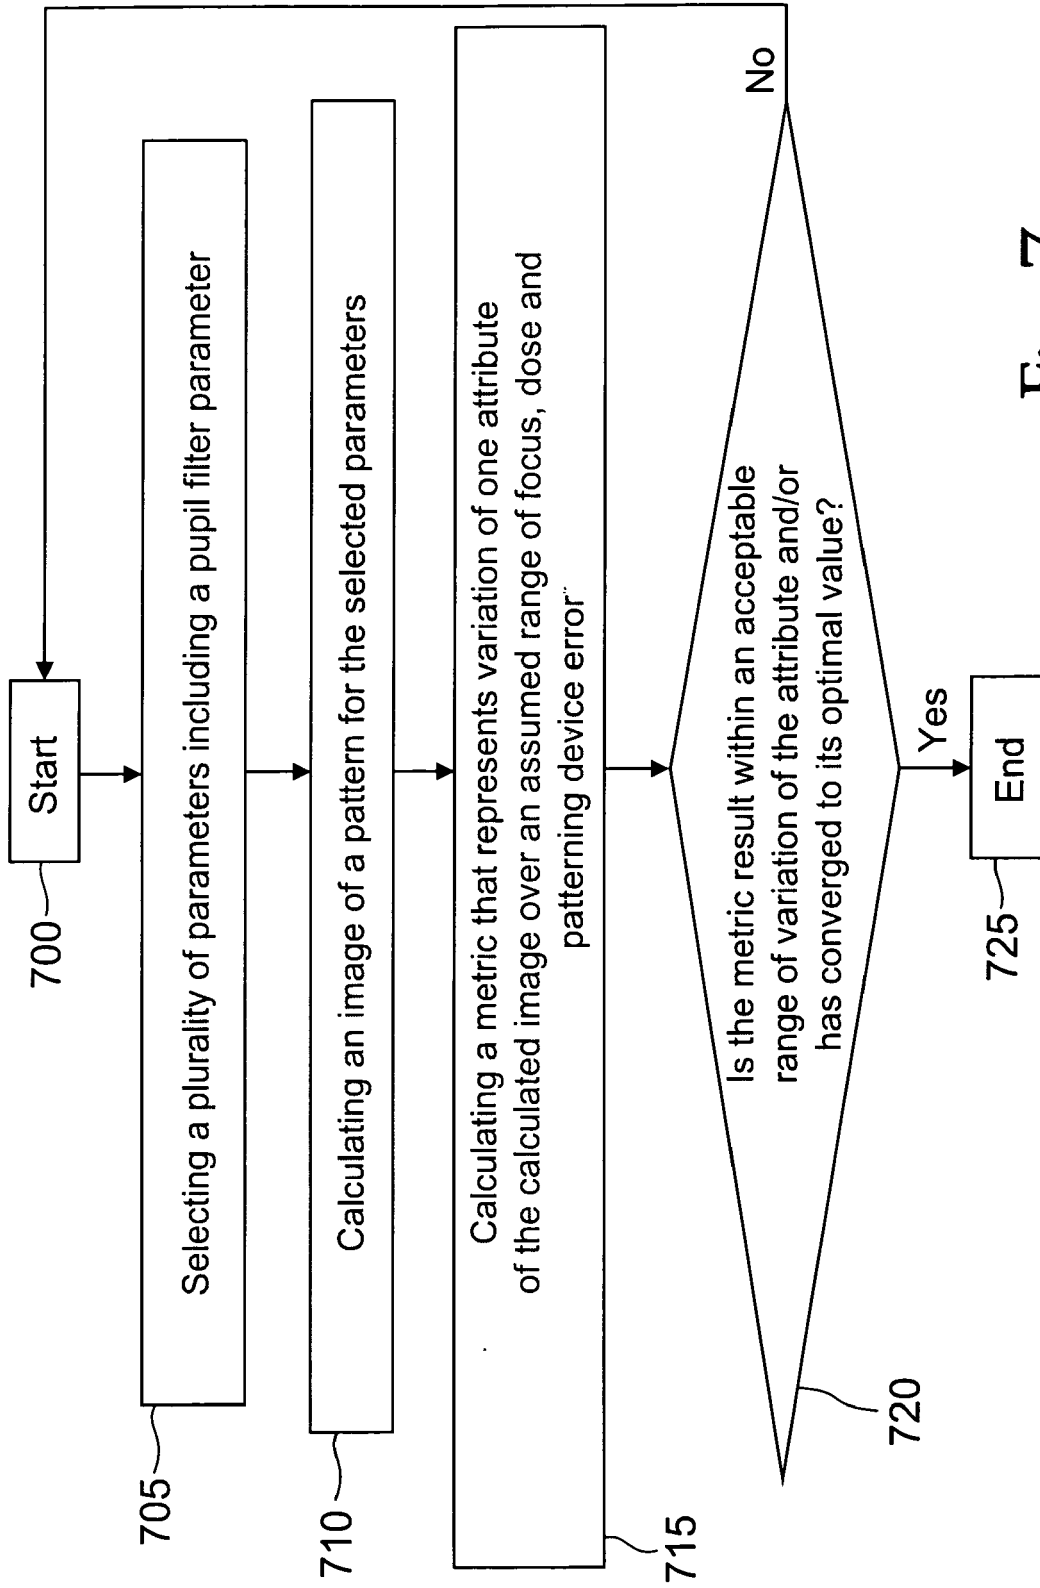 Start
700
Selecting a plurality of parameters including a pupil filter parameter
705
Calculating an image of a pattern for the selected parameters
710
Calculating a metric that represents variation of one attribute
of the calculated image over an assumed range of focus, dose and
patterning device error
715
Is the metric result within an acceptable
range of variation of the attribute and/or
has converged to its optimal value?
720
No
Yes
End
725